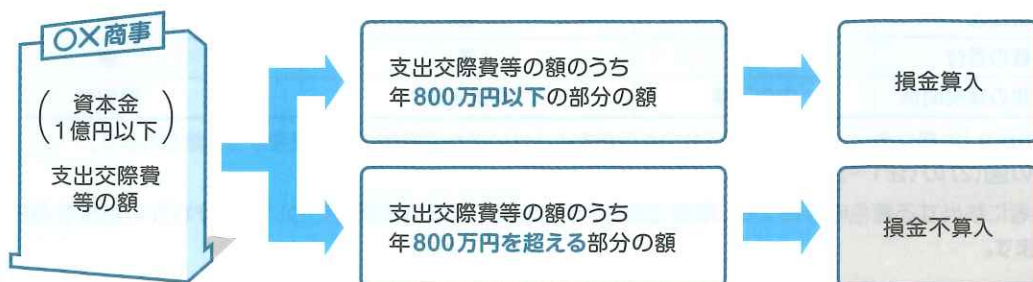 〇×商事
資本金
1億円以下
支出交際費
等の額
支出交際費等の額のうち
年800万円以下の部分の額
損金算入
支出交際費等の額のうち
年800万円を超える部分の額
損金不算入